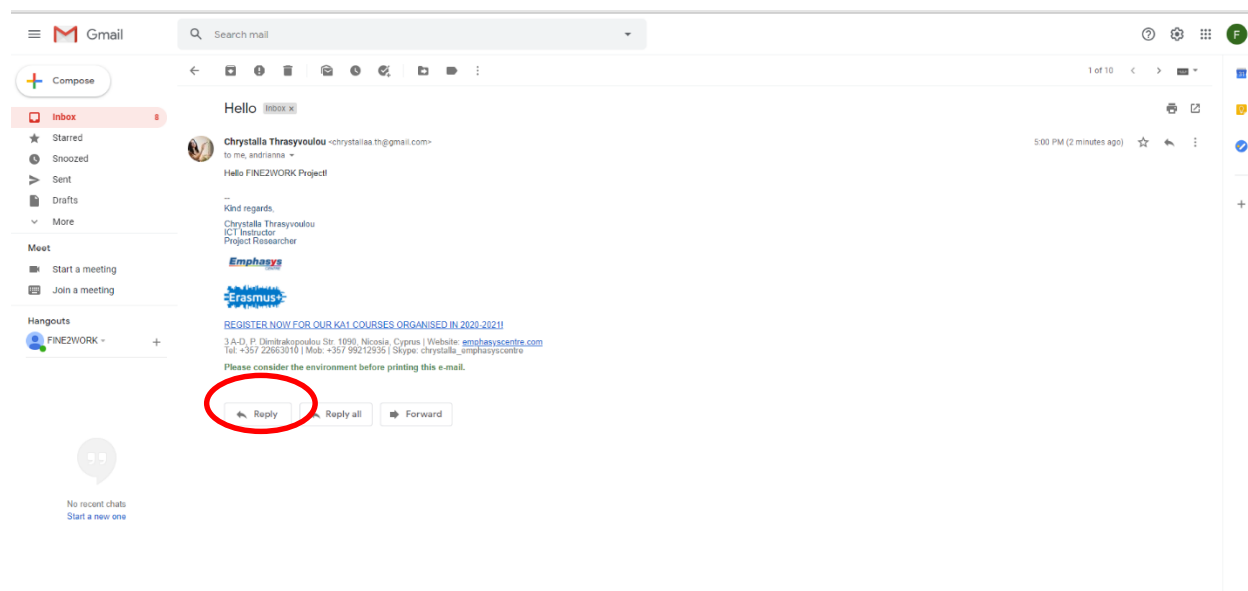 Gmail
Search mail
F
Compose
1 of 10
31
Hello Inbox x
Inbox 8
Starred
Snoozed
Sent
Drafts
More
Chrystalla Thrasyvoulou <chrystallaa.th@gmail.com>
5:00 PM (2 minutes ago)
to me, andrianna
Hello FINE2WORK Project!
--
Kind regards,
Chrystalla Thrasyvoulou
ICT Instructor
Project Researcher
Emphasys
CENTRE
Erasmus+
REGISTER NOW FOR OUR KA1 COURSES ORGANISED IN 2020-2021!
3 A-D, P. Dimitrakopoulou Str. 1090, Nicosia, Cyprus | Website: emphasyscentre.com
Tel: +357 22663010 | Mob: +357 99212935 | Skype: chrystalla_emphasyscentre
Please consider the environment before printing this e-mail.
Reply
Reply all
Forward
Meet
Start a meeting
Join a meeting
Hangouts
FINE2WORK
No recent chats
Start a new one